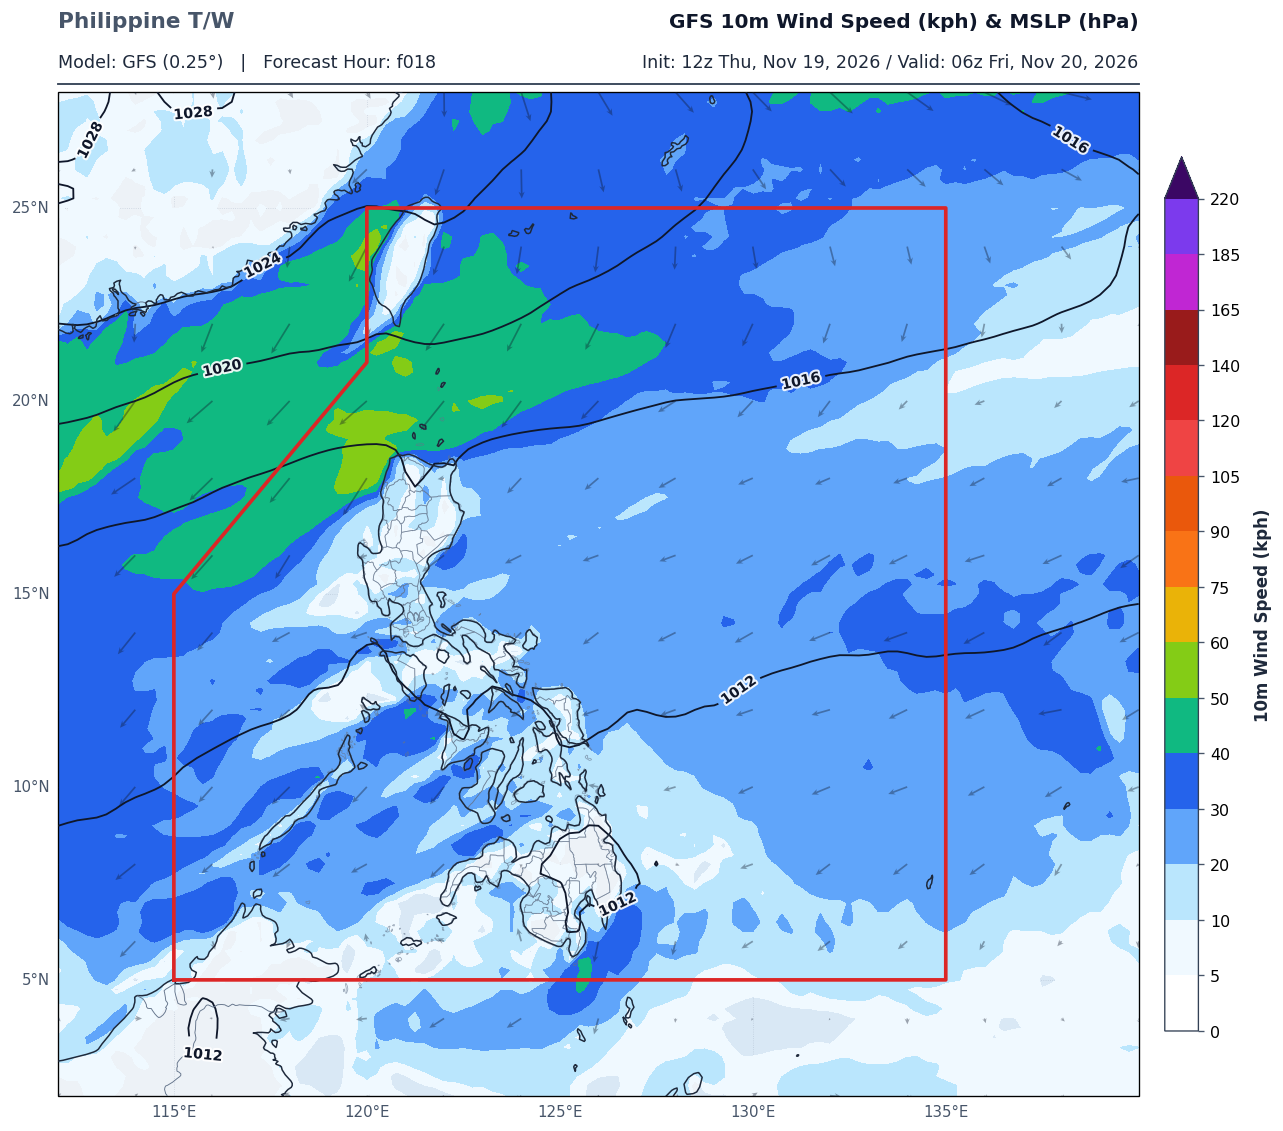 Philippine T/W
GFS 10m Wind Speed (kph) & MSLP (hPa)
Model: GFS (0.25°)   |   Forecast Hour: f018
Init: 12z Thu, Nov 19, 2026 / Valid: 06z Fri, Nov 20, 2026
1028
1028
1016
1024
1020
1016
1012
1012
1012
25°N
20°N
15°N
10°N
5°N
115°E
120°E
125°E
130°E
135°E
220
185
165
140
120
105
90
75
60
50
40
30
20
10
5
0
10m Wind Speed (kph)